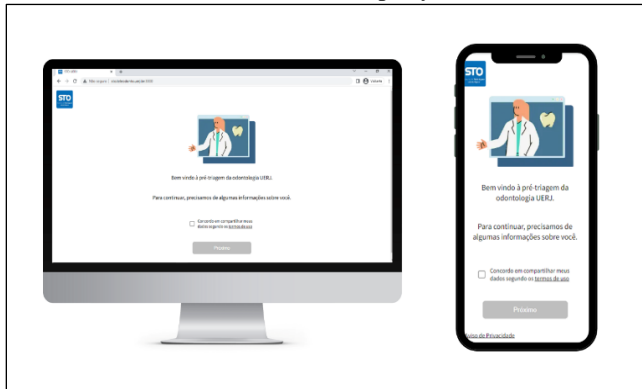 STO
Bem vindo à pré-triagem da odontologia UERJ.
Para continuar, precisamos de algumas informações sobre você.
Concordo em compartilhar meus
dados segundo os termos de uso
Próximo
STO
Bem vindo à pré-triagem da
odontologia UERJ.
Para continuar, precisamos de
algumas informações sobre você.
Concordo em compartilhar meus
dados segundo os termos de uso
Próximo
Aviso de Privacidade